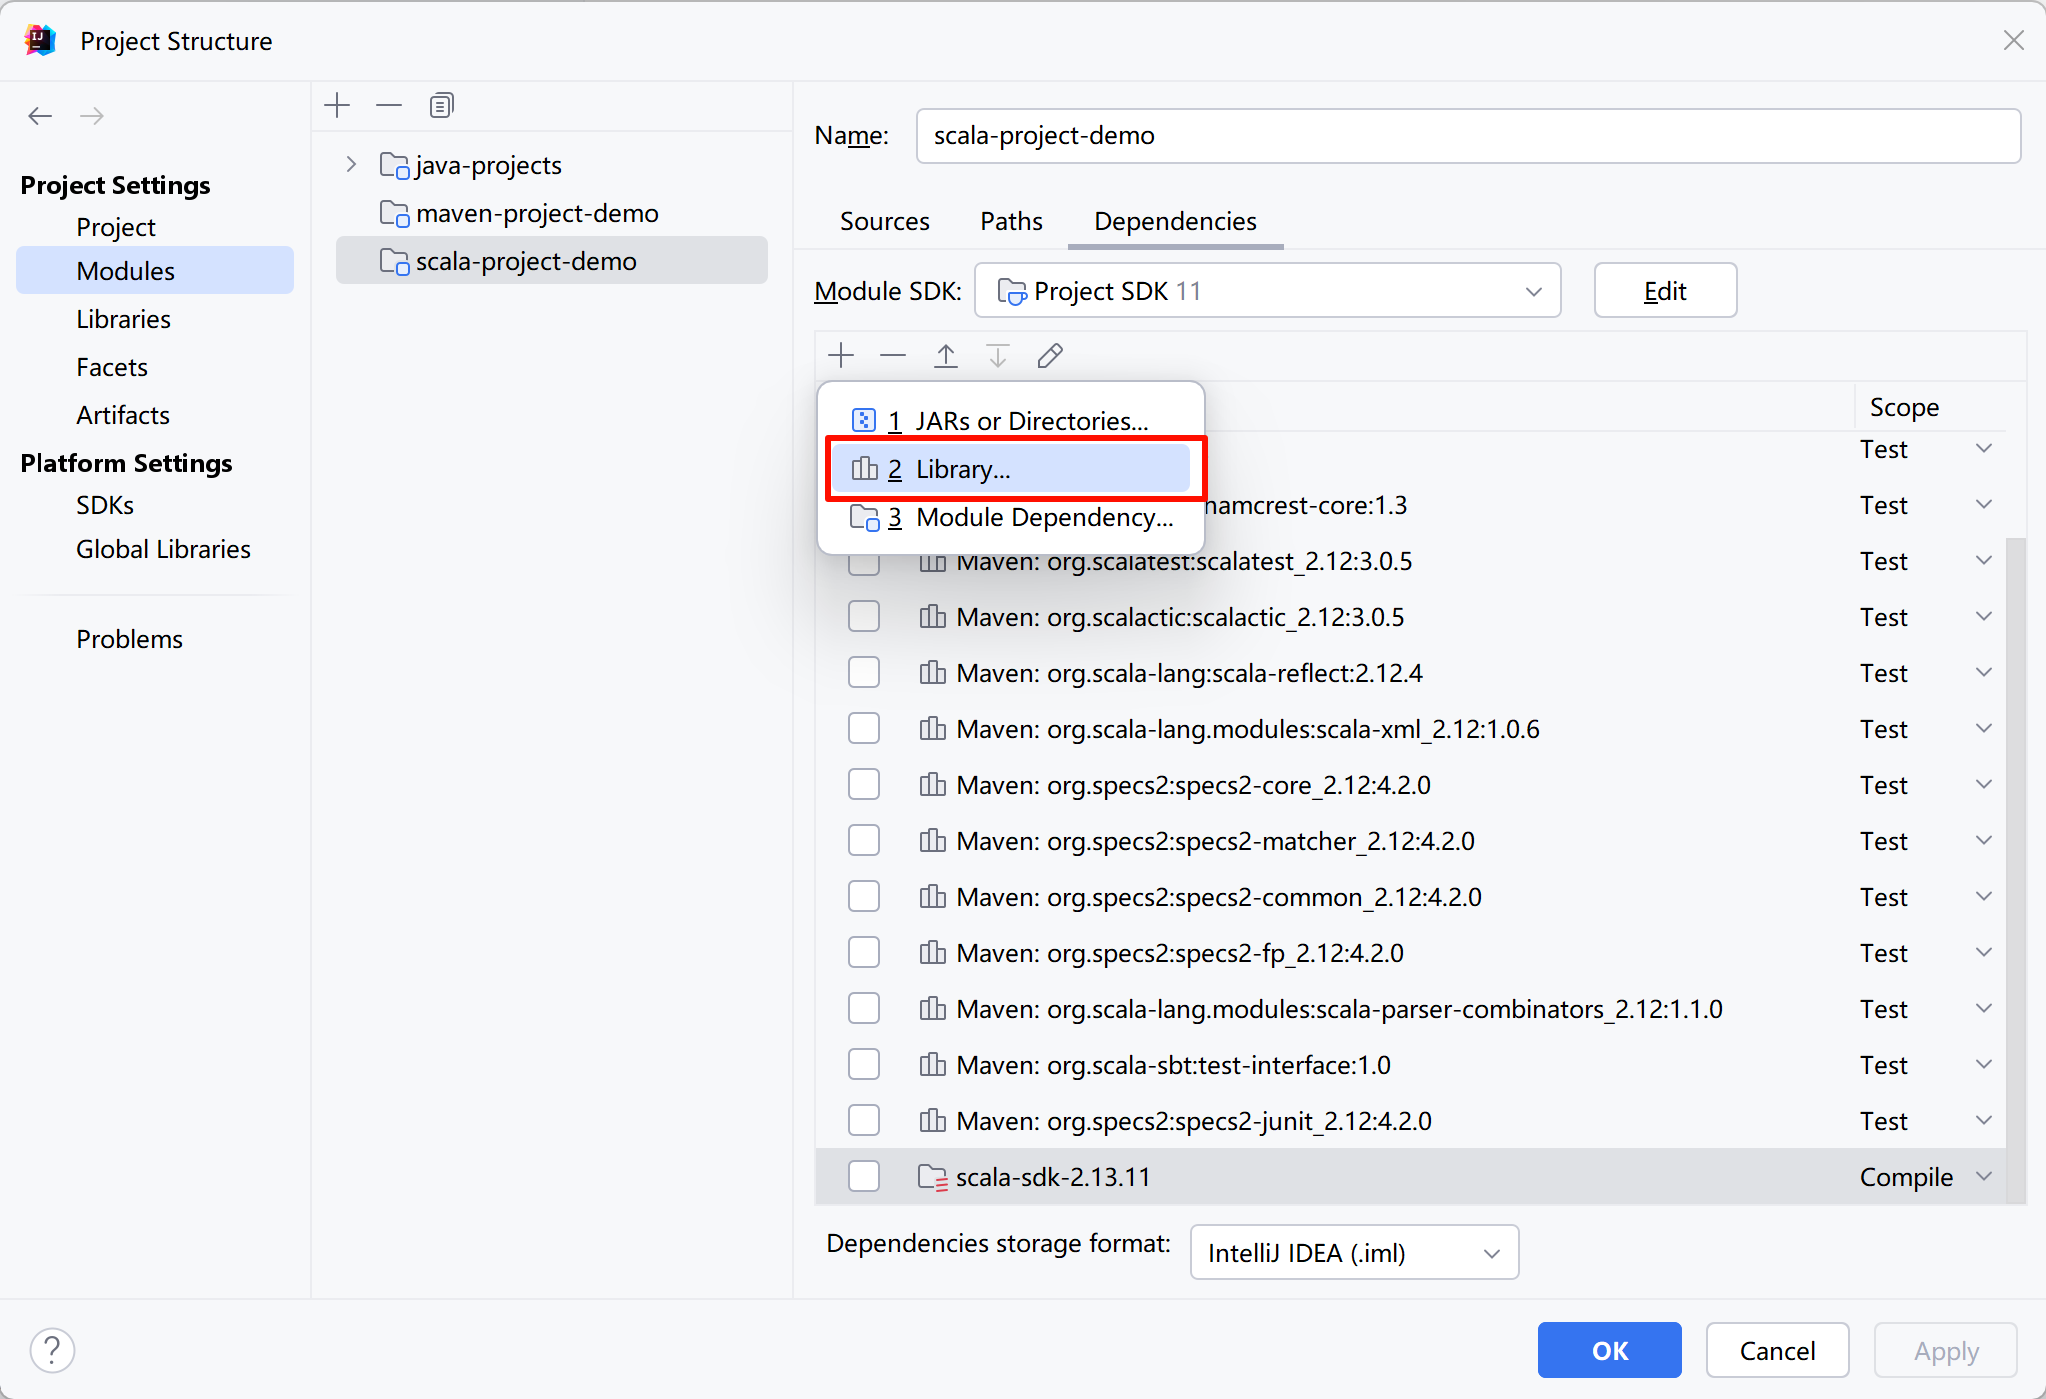 Project Structure
Project Settings
Project
Modules
Libraries
Facets
Artifacts
Platform Settings
SDKs
Global Libraries
Problems
java-projects
maven-project-demo
scala-project-demo
Name: scala-project-demo
Sources Paths Dependencies
Module SDK: Project SDK 11 Edit
Scope
1 JARs or Directories...
2 Library...
3 Module Dependency...
Test
hamcrest-core:1.3 Test
Maven: org.scalatest:scalatest_2.12:3.0.5 Test
Maven: org.scalactic:scalactic_2.12:3.0.5 Test
Maven: org.scala-lang:scala-reflect:2.12.4 Test
Maven: org.scala-lang.modules:scala-xml_2.12:1.0.6 Test
Maven: org.specs2:specs2-core_2.12:4.2.0 Test
Maven: org.specs2:specs2-matcher_2.12:4.2.0 Test
Maven: org.specs2:specs2-common_2.12:4.2.0 Test
Maven: org.specs2:specs2-fp_2.12:4.2.0 Test
Maven: org.scala-lang.modules:scala-parser-combinators_2.12:1.1.0 Test
Maven: org.scala-sbt:test-interface:1.0 Test
Maven: org.specs2:specs2-junit_2.12:4.2.0 Test
scala-sdk-2.13.11 Compile
Dependencies storage format: IntelliJ IDEA (.iml)
? OK Cancel Apply